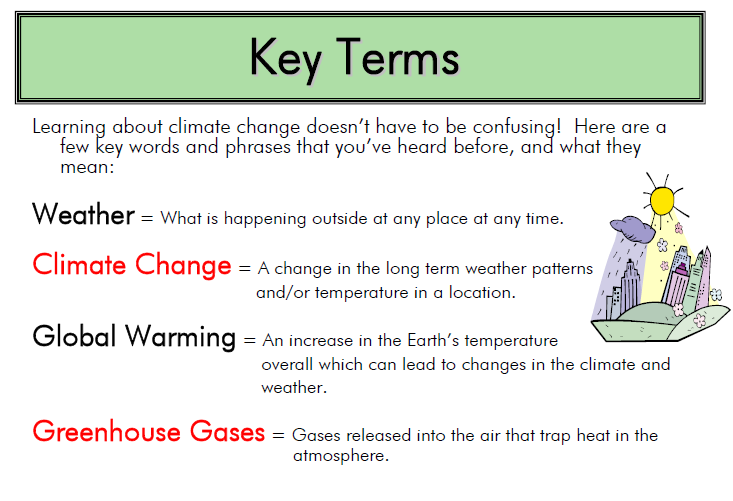 Key Terms
Learning about climate change doesn't have to be confusing!  Here are a
few key words and phrases that you've heard before, and what they
mean:
Weather = What is happening outside at any place at any time.
Climate Change = A change in the long term weather patterns
and/or temperature in a location.
Global Warming = An increase in the Earth's temperature
overall which can lead to changes in the climate and
weather.
Greenhouse Gases = Gases released into the air that trap heat in the
atmosphere.